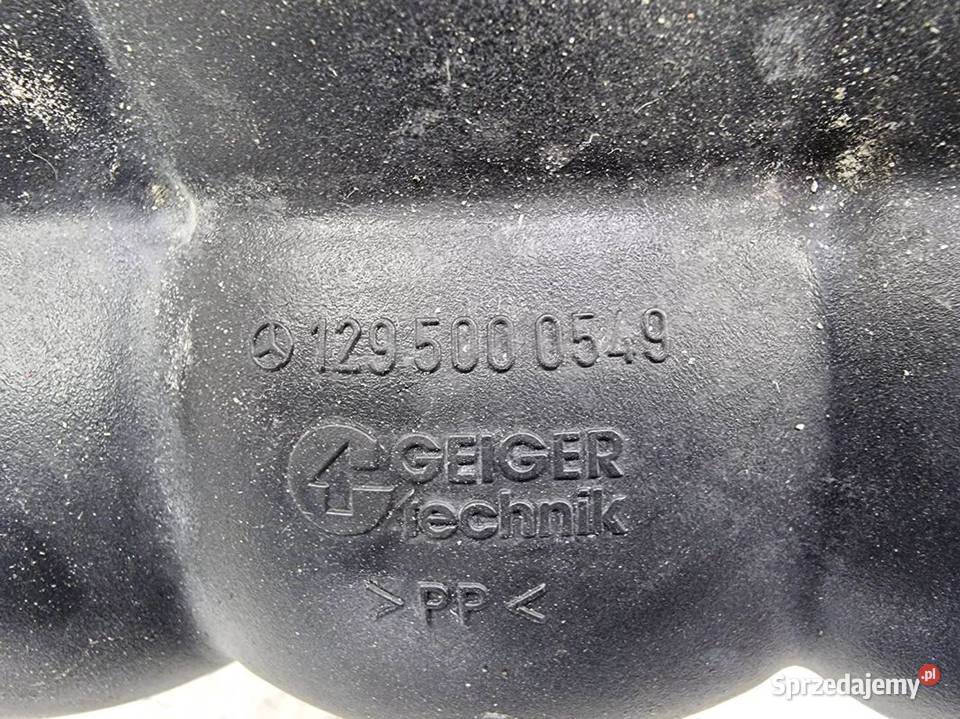 129 500 0549
GEIGER
technik
> PP <
Sprzedajemy.pl